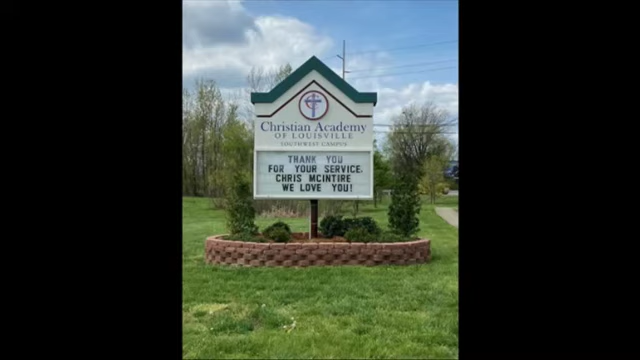 Christian Academy
OF LOUISVILLE
SOUTHWEST CAMPUS
THANK YOU
FOR YOUR SERVICE,
CHRIS MCINTIRE
WE LOVE YOU!